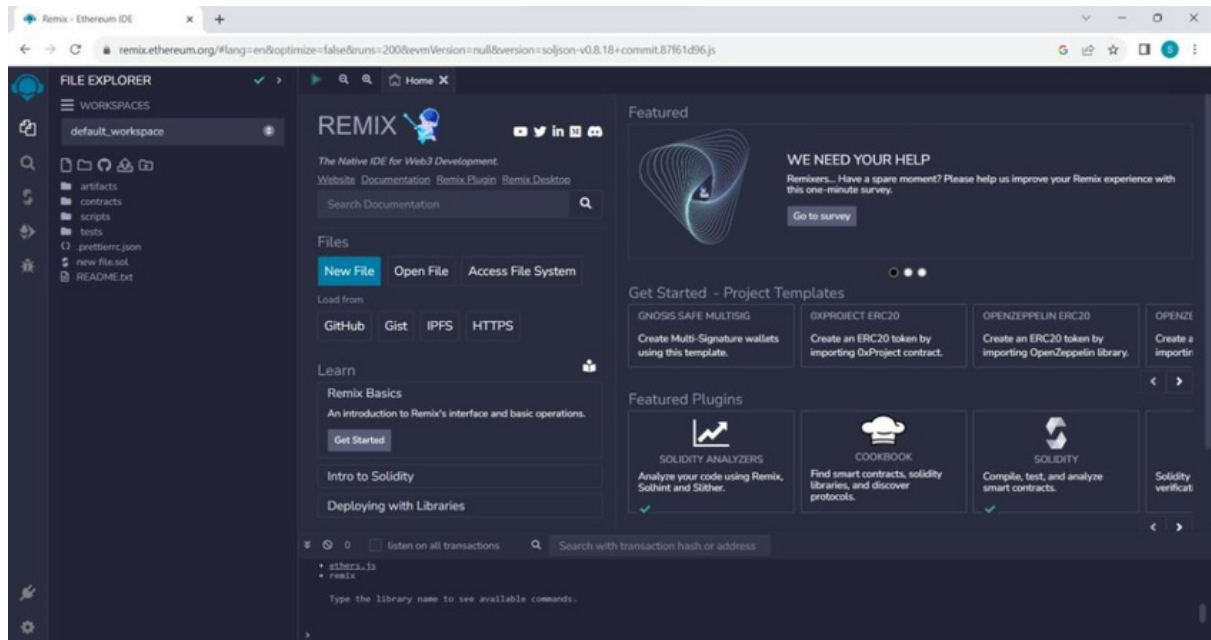 Remix - Ethereum IDE
remix.ethereum.org/#lang=en&optimize=false&runs=200&evmVersion=null&version=soljson-v0.8.18+commit.87f61d96.js
G
S
FILE EXPLORER
WORKSPACES
default_workspace
artifacts
contracts
scripts
tests
.prettierrc.json
new file.sol
README.txt
Home
REMIX
The Native IDE for Web3 Development.
Website Documentation Remix Plugin Remix Desktop
Search Documentation
Files
New File Open File Access File System
Load from
GitHub Gist IPFS HTTPS
Learn
Remix Basics
An introduction to Remix's interface and basic operations.
Get Started
Intro to Solidity
Deploying with Libraries
Featured
WE NEED YOUR HELP
Remixers... Have a spare moment? Please help us improve your Remix experience with
this one-minute survey.
Go to survey
Get Started - Project Templates
GNOSIS SAFE MULTISIG
Create Multi-Signature wallets
using this template.
0XPROJECT ERC20
Create an ERC20 token by
importing 0xProject contract.
OPENZEPPELIN ERC20
Create an ERC20 token by
importing OpenZeppelin library.
OPENZE
Create a
importin
Featured Plugins
SOLIDITY ANALYZERS
Analyze your code using Remix,
Solhint and Slither.
COOKBOOK
Find smart contracts, solidity
libraries, and discover
protocols.
SOLIDITY
Compile, test, and analyze
smart contracts.
Solidity
verificati
0 listen on all transactions Search with transaction hash or address
• ethers.js
• remix
Type the library name to see available commands.
>